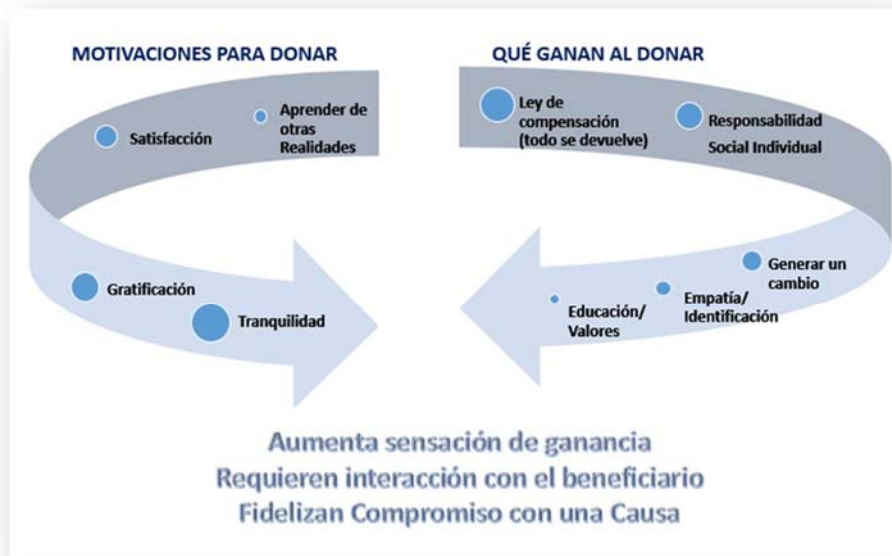 MOTIVACIONES PARA DONAR
Satisfacción
Aprender de
otras
Realidades
Gratificación
Tranquilidad
QUÉ GANAN AL DONAR
Ley de
compensación
(todo se devuelve)
Responsabilidad
Social Individual
Generar un
cambio
Empatía/
Identificación
Educación/
Valores
Aumenta sensación de ganancia
Requieren interacción con el beneficiario
Fidelizan Compromiso con una Causa